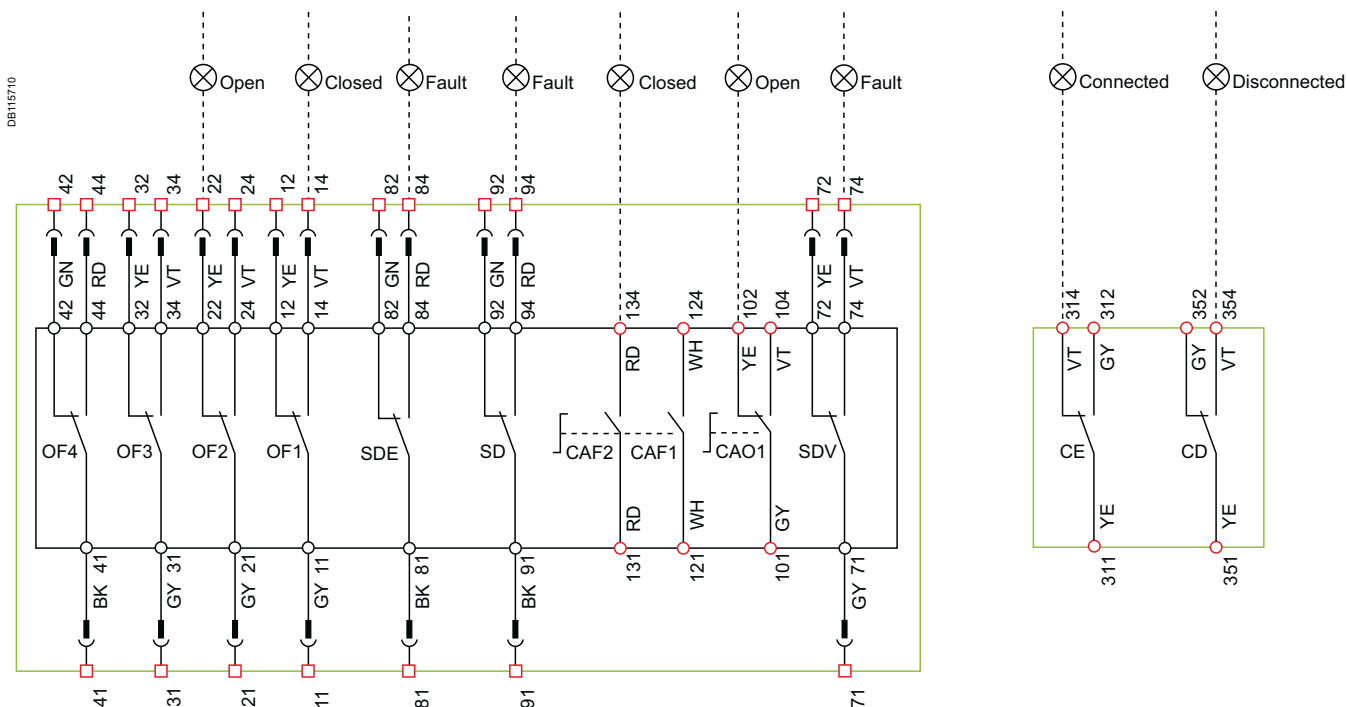 DB115710
Open
Closed
Fault
Fault
Closed
Open
Fault
Connected
Disconnected
42 44 32 34 22 24 12 14 82 84 92 94 72 74
GN RD YE VT YE VT YE VT GN RD GN RD YE VT
42 44 32 34 22 24 12 14 82 84 92 94 134 124 102 104 72 74 314 312 352 354
RD WH YE VT VT GY GY VT
OF4 OF3 OF2 OF1 SDE SD CAF2 CAF1 CAO1 SDV CE CD
RD WH GY YE YE
41 31 21 11 81 91 131 121 101 71 311 351
BK GY GY GY BK BK GY
41 31 21 11 81 91 71